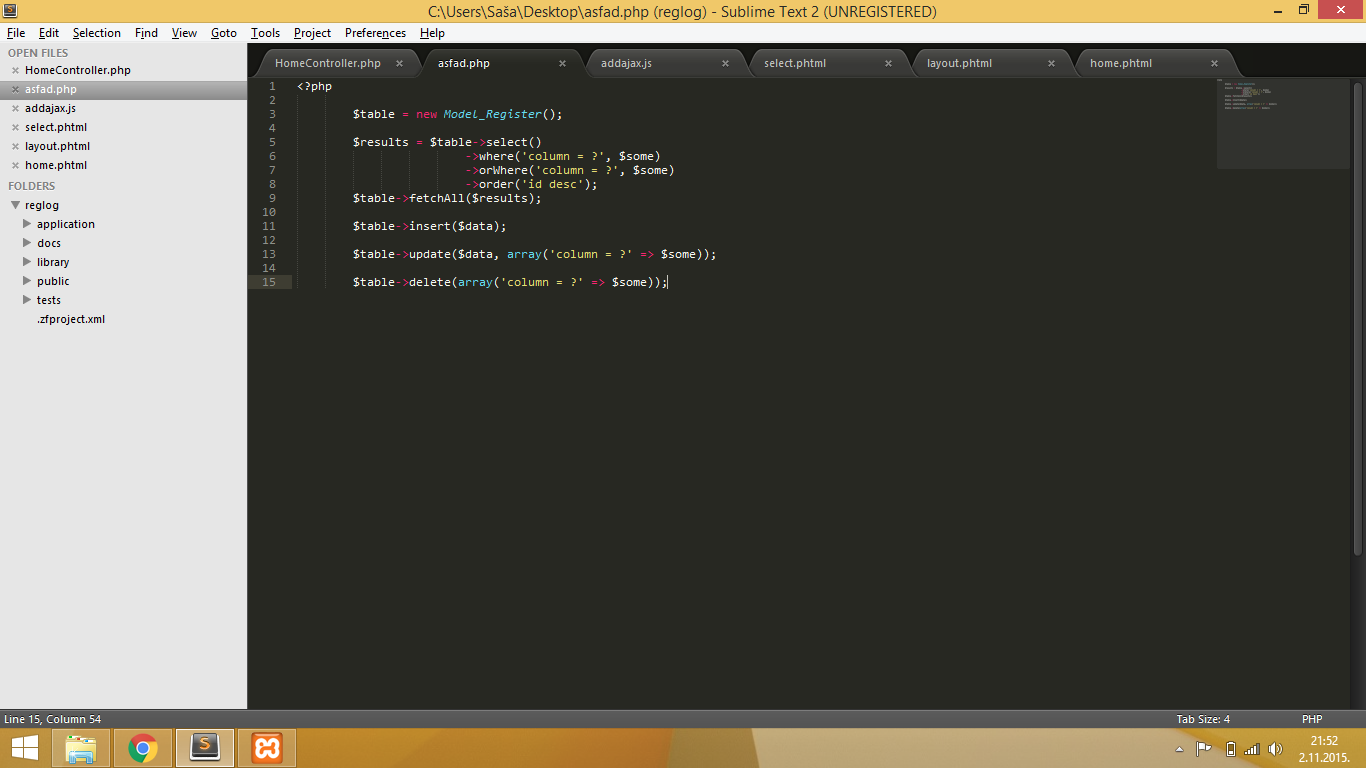 C:\Users\Saša\Desktop\asfad.php (reglog) - Sublime Text 2 (UNREGISTERED)
File Edit Selection Find View Goto Tools Project Preferences Help
OPEN FILES
HomeController.php
asfad.php
addajax.js
select.phtml
layout.phtml
home.phtml
FOLDERS
reglog
application
docs
library
public
tests
.zfproject.xml
HomeController.php asfad.php addajax.js select.phtml layout.phtml home.phtml
1 <?php
2
3 $table = new Model_Register();
4
5 $results = $table->select()
6 ->where('column = ?', $some)
7 ->orWhere('column = ?', $some)
8 ->order('id desc');
9 $table->fetchAll($results);
10
11 $table->insert($data);
12
13 $table->update($data, array('column = ?' => $some));
14
15 $table->delete(array('column = ?' => $some));
Line 15, Column 54 Tab Size: 4 PHP
21:52
2.11.2015.